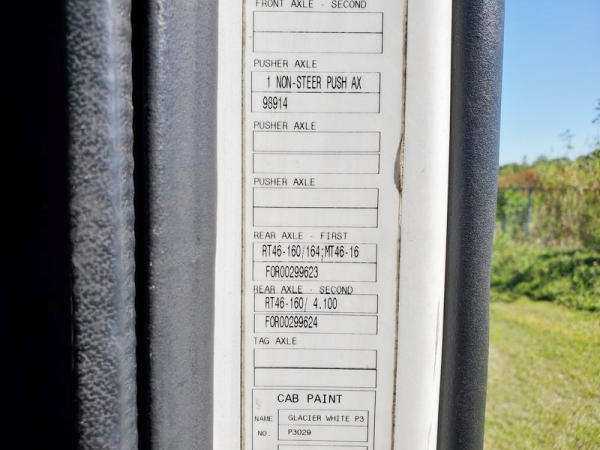 FRONT AXLE - SECOND
PUSHER AXLE
1 NON-STEER PUSH AX
98914
PUSHER AXLE
PUSHER AXLE
REAR AXLE - FIRST
RT46-160/164;MT46-16
FOR00299623
REAR AXLE - SECOND
RT46-160/ 4.100
FOR00299624
TAG AXLE
CAB PAINT
NAME GLACIER WHITE P3
NO. P3029